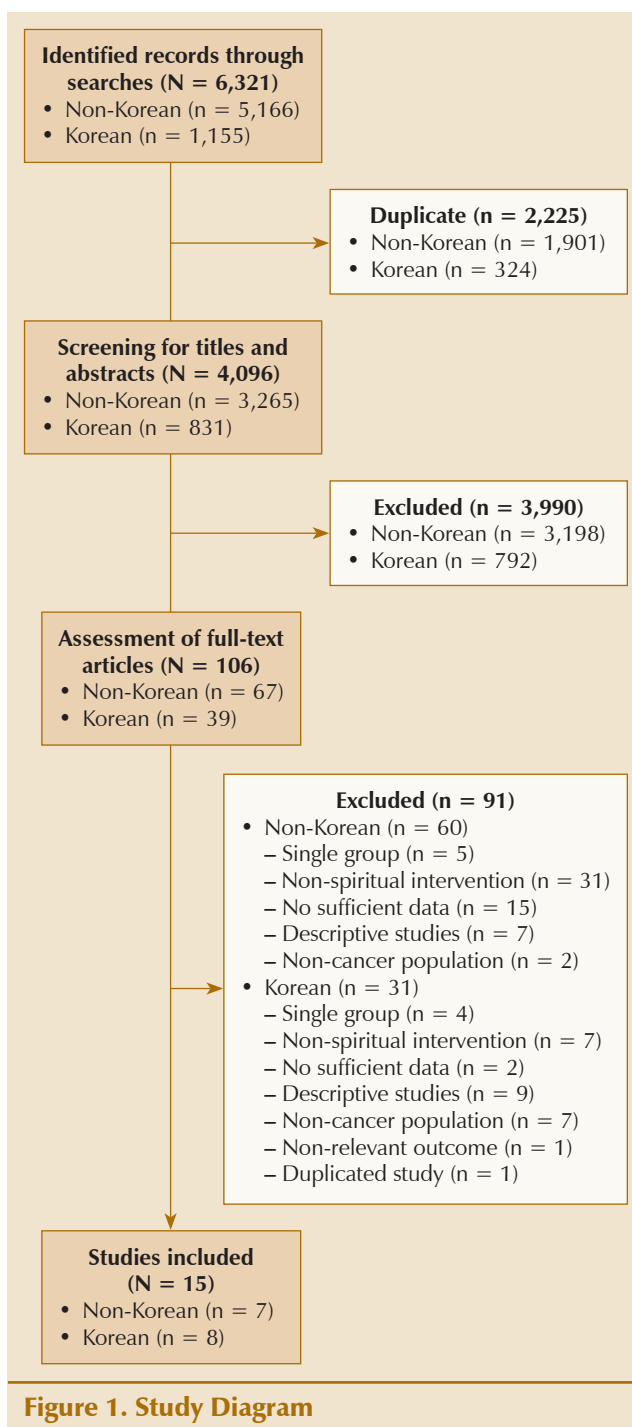 Identified records through
searches (N = 6,321)
• Non-Korean (n = 5,166)
• Korean (n = 1,155)
Duplicate (n = 2,225)
• Non-Korean (n = 1,901)
• Korean (n = 324)
Screening for titles and
abstracts (N = 4,096)
• Non-Korean (n = 3,265)
• Korean (n = 831)
Excluded (n = 3,990)
• Non-Korean (n = 3,198)
• Korean (n = 792)
Assessment of full-text
articles (N = 106)
• Non-Korean (n = 67)
• Korean (n = 39)
Excluded (n = 91)
• Non-Korean (n = 60)
– Single group (n = 5)
– Non-spiritual intervention (n = 31)
– No sufficient data (n = 15)
– Descriptive studies (n = 7)
– Non-cancer population (n = 2)
• Korean (n = 31)
– Single group (n = 4)
– Non-spiritual intervention (n = 7)
– No sufficient data (n = 2)
– Descriptive studies (n = 9)
– Non-cancer population (n = 7)
– Non-relevant outcome (n = 1)
– Duplicated study (n = 1)
Studies included
(N = 15)
• Non-Korean (n = 7)
• Korean (n = 8)
Figure 1. Study Diagram